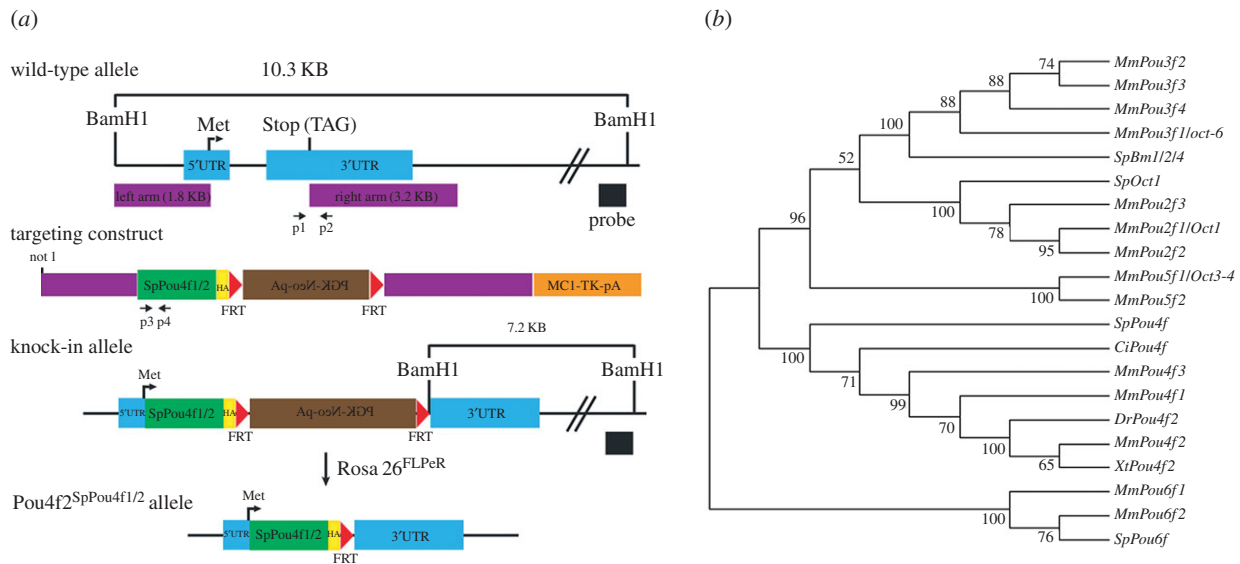 (a)
wild-type allele
10.3 KB
BamH1
Met
Stop (TAG)
BamH1
5′UTR
3′UTR
left arm (1.8 KB)
right arm (3.2 KB)
p1
p2
probe
targeting construct
not 1
SpPou4f1/2
HA
PGK-Neo-pA
MC1-TK-pA
FRT
FRT
p3 p4
7.2 KB
knock-in allele
BamH1
BamH1
Met
5′UTR
SpPou4f1/2
HA
PGK-Neo-pA
3′UTR
FRT
FRT
Rosa 26FLPeR
Pou4f2SpPou4f1/2 allele
Met
5′UTR
SpPou4f1/2
HA
3′UTR
FRT
(b)
74
MmPou3f2
88
MmPou3f3
88
MmPou3f4
100
MmPou3f1/oct-6
52
SpBm1/2/4
SpOct1
100
MmPou2f3
96
78
MmPou2f1/Oct1
95
MmPou2f2
MmPou5f1/Oct3-4
100
MmPou5f2
SpPou4f
100
CiPou4f
71
MmPou4f3
99
MmPou4f1
70
DrPou4f2
100
MmPou4f2
65
XtPou4f2
MmPou6f1
100
MmPou6f2
76
SpPou6f